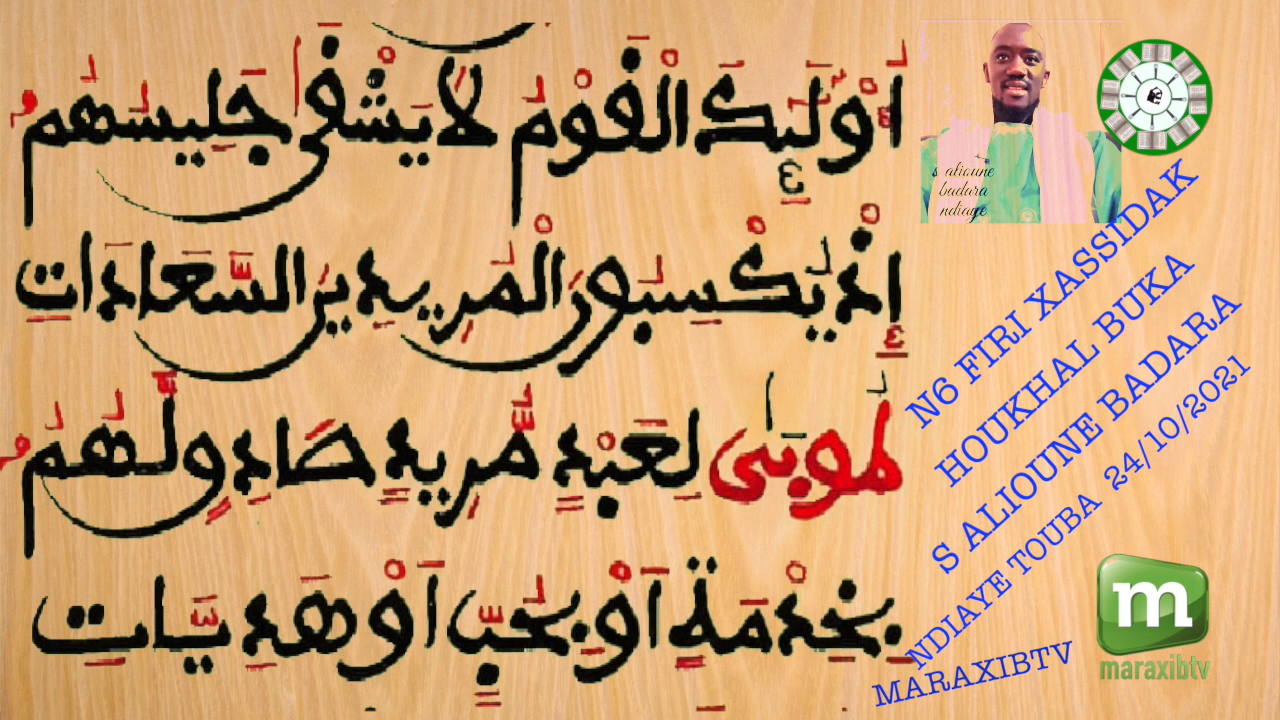 أُوْلَئِكَ الْقَوْمُ لَا يَشْقَى جَلِيسُهُمُ
إِذْ يُكْسِبُونَ الْمُرِيدِينَ السَّعَادَاتِ
طُوبَى لِعَبْدٍ مُّرِيدٍ صَادِقٍ لَّهُمُ
بِخِدْمَةٍ أَوْ بِحُبٍّ أَوْ هَدِيَّاتِ
s alioune
badara
ndiaye
N6 FIRI XASSIDAK
HOUKHAL BUKA
S ALIOUNE BADARA
NDIAYE TOUBA 24/10/2021
MARAXIBTV
m
maraxibtv